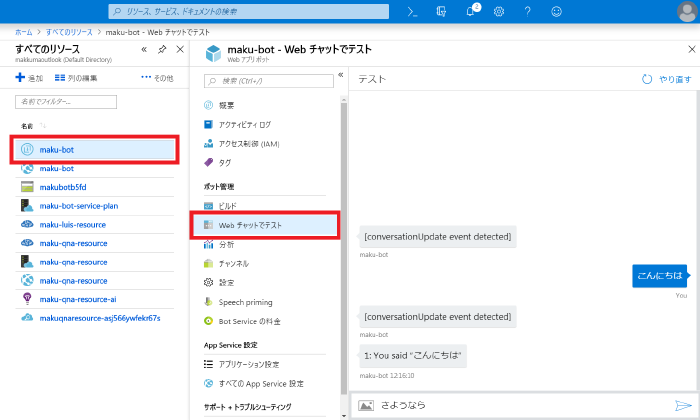 リソース、サービス、ドキュメントの検索
2
ホーム > すべてのリソース > maku-bot - Web チャットでテスト
すべてのリソース
makkumaoutlook (Default Directory)
追加
列の編集
その他
名前でフィルター...
名前
maku-bot
maku-bot
makubotb5fd
maku-bot-service-plan
maku-luis-resource
maku-qna-resource
maku-qna-resource
maku-qna-resource
maku-qna-resource-ai
makuqnaresource-asj566ywfekr67s
maku-bot - Web チャットでテスト
Web アプリ ボット
検索 (Ctrl+/)
概要
アクティビティ ログ
アクセス制御 (IAM)
タグ
ボット管理
ビルド
Web チャットでテスト
分析
チャンネル
設定
Speech priming
Bot Service の料金
App Service 設定
アプリケーション設定
すべての App Service 設定
サポート + トラブルシューティング
テスト
やり直す
[conversationUpdate event detected]
maku-bot
こんにちは
You
[conversationUpdate event detected]
maku-bot
1: You said "こんにちは"
maku-bot 12:16:10
さようなら